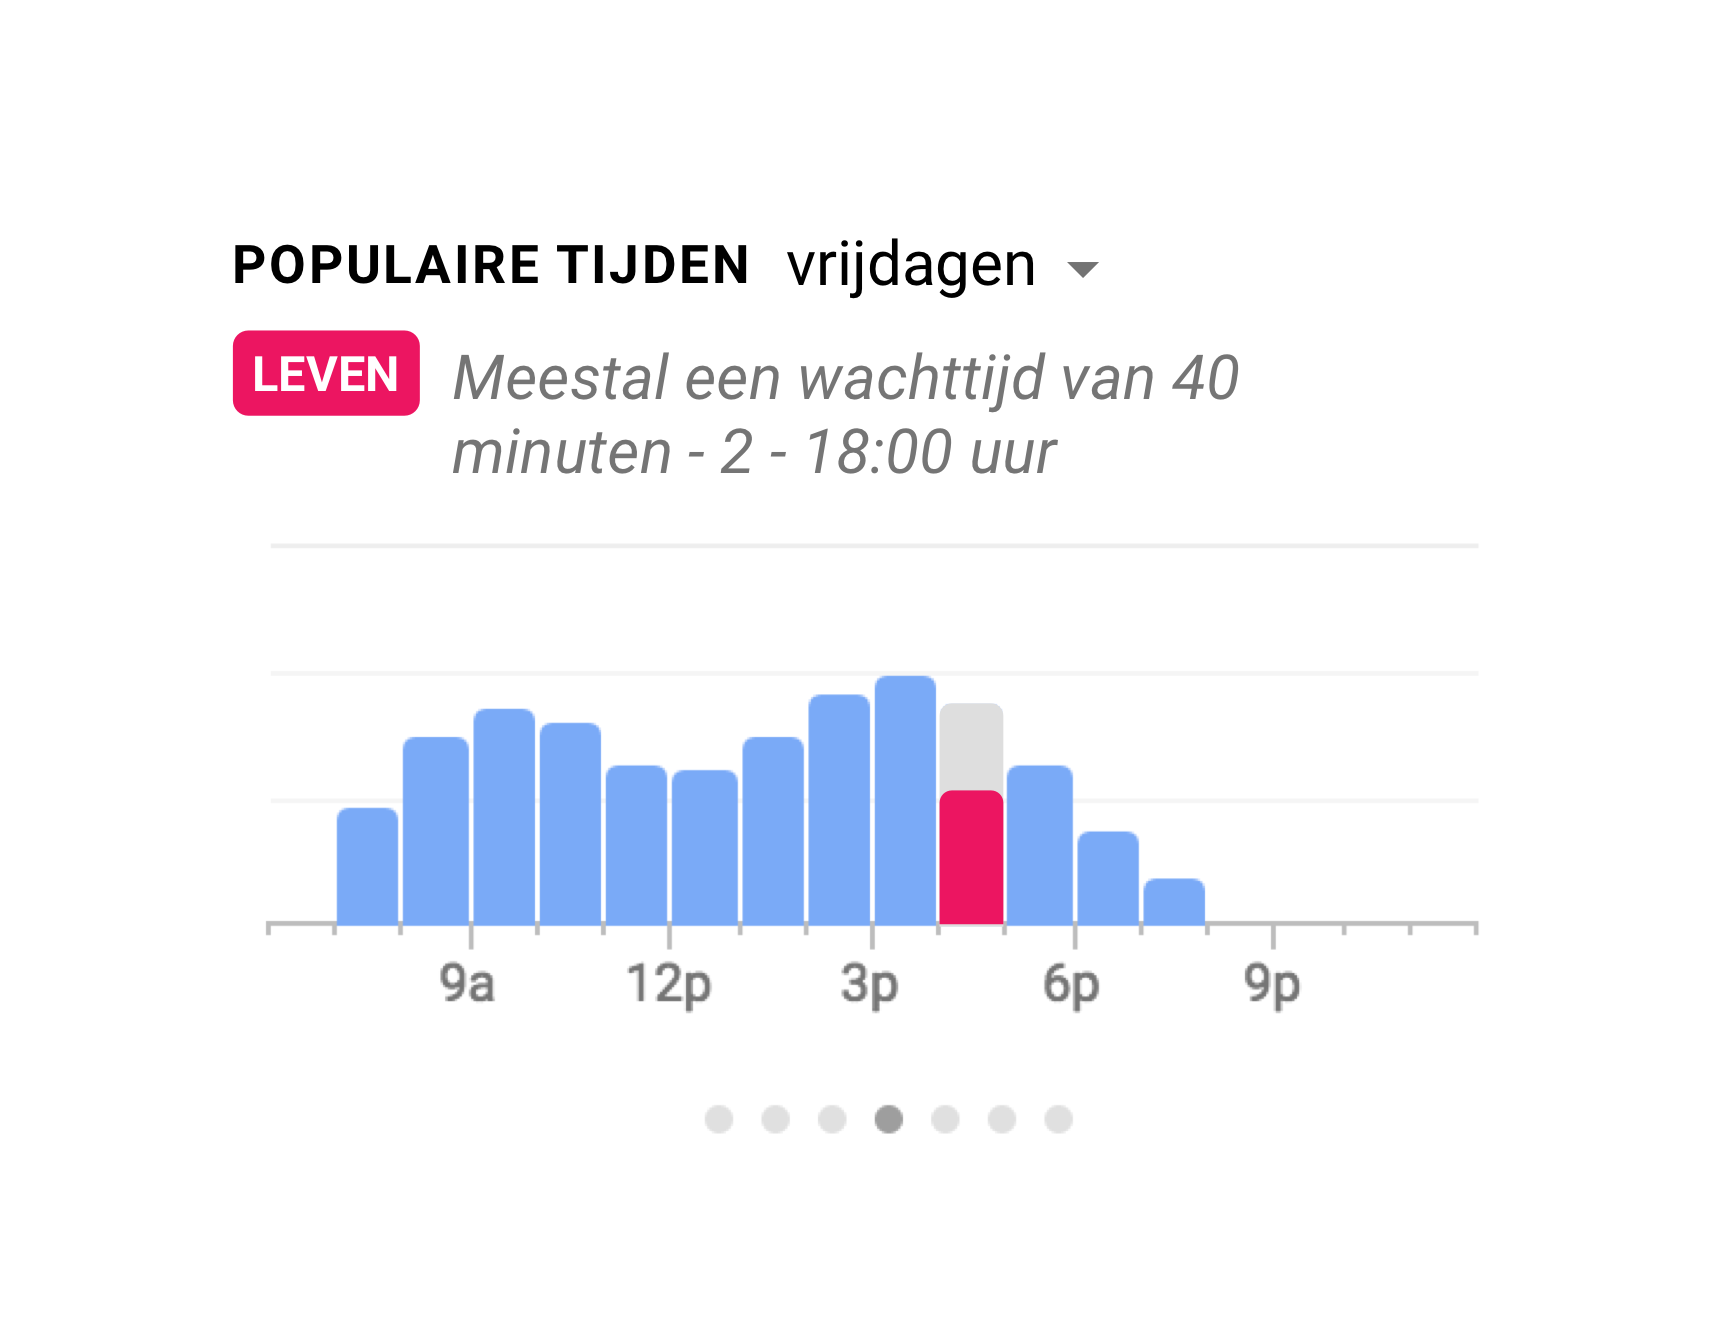 POPULAIRE TIJDEN vrijdagen
LEVEN Meestal een wachttijd van 40
minuten - 2 - 18:00 uur
9a 12p 3p 6p 9p